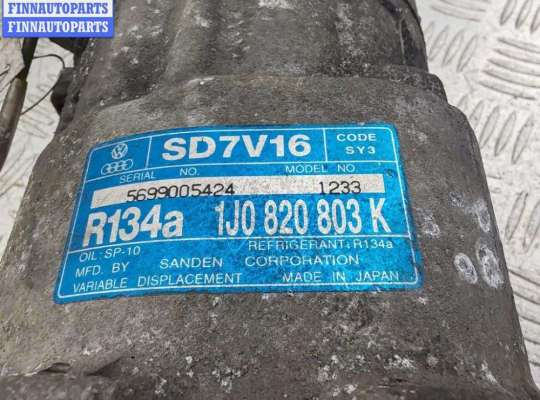 FINNAUTOPARTS
FINNAUTOPARTS
SD7V16
CODE
SY3
SERIAL NO.
MODEL NO.
5699005424
1233
R134a
1J0 820 803 K
OIL: SP-10
REFRIGERANT: R134a
MFD. BY SANDEN CORPORATION
VARIABLE DISPLACEMENT
MADE IN JAPAN